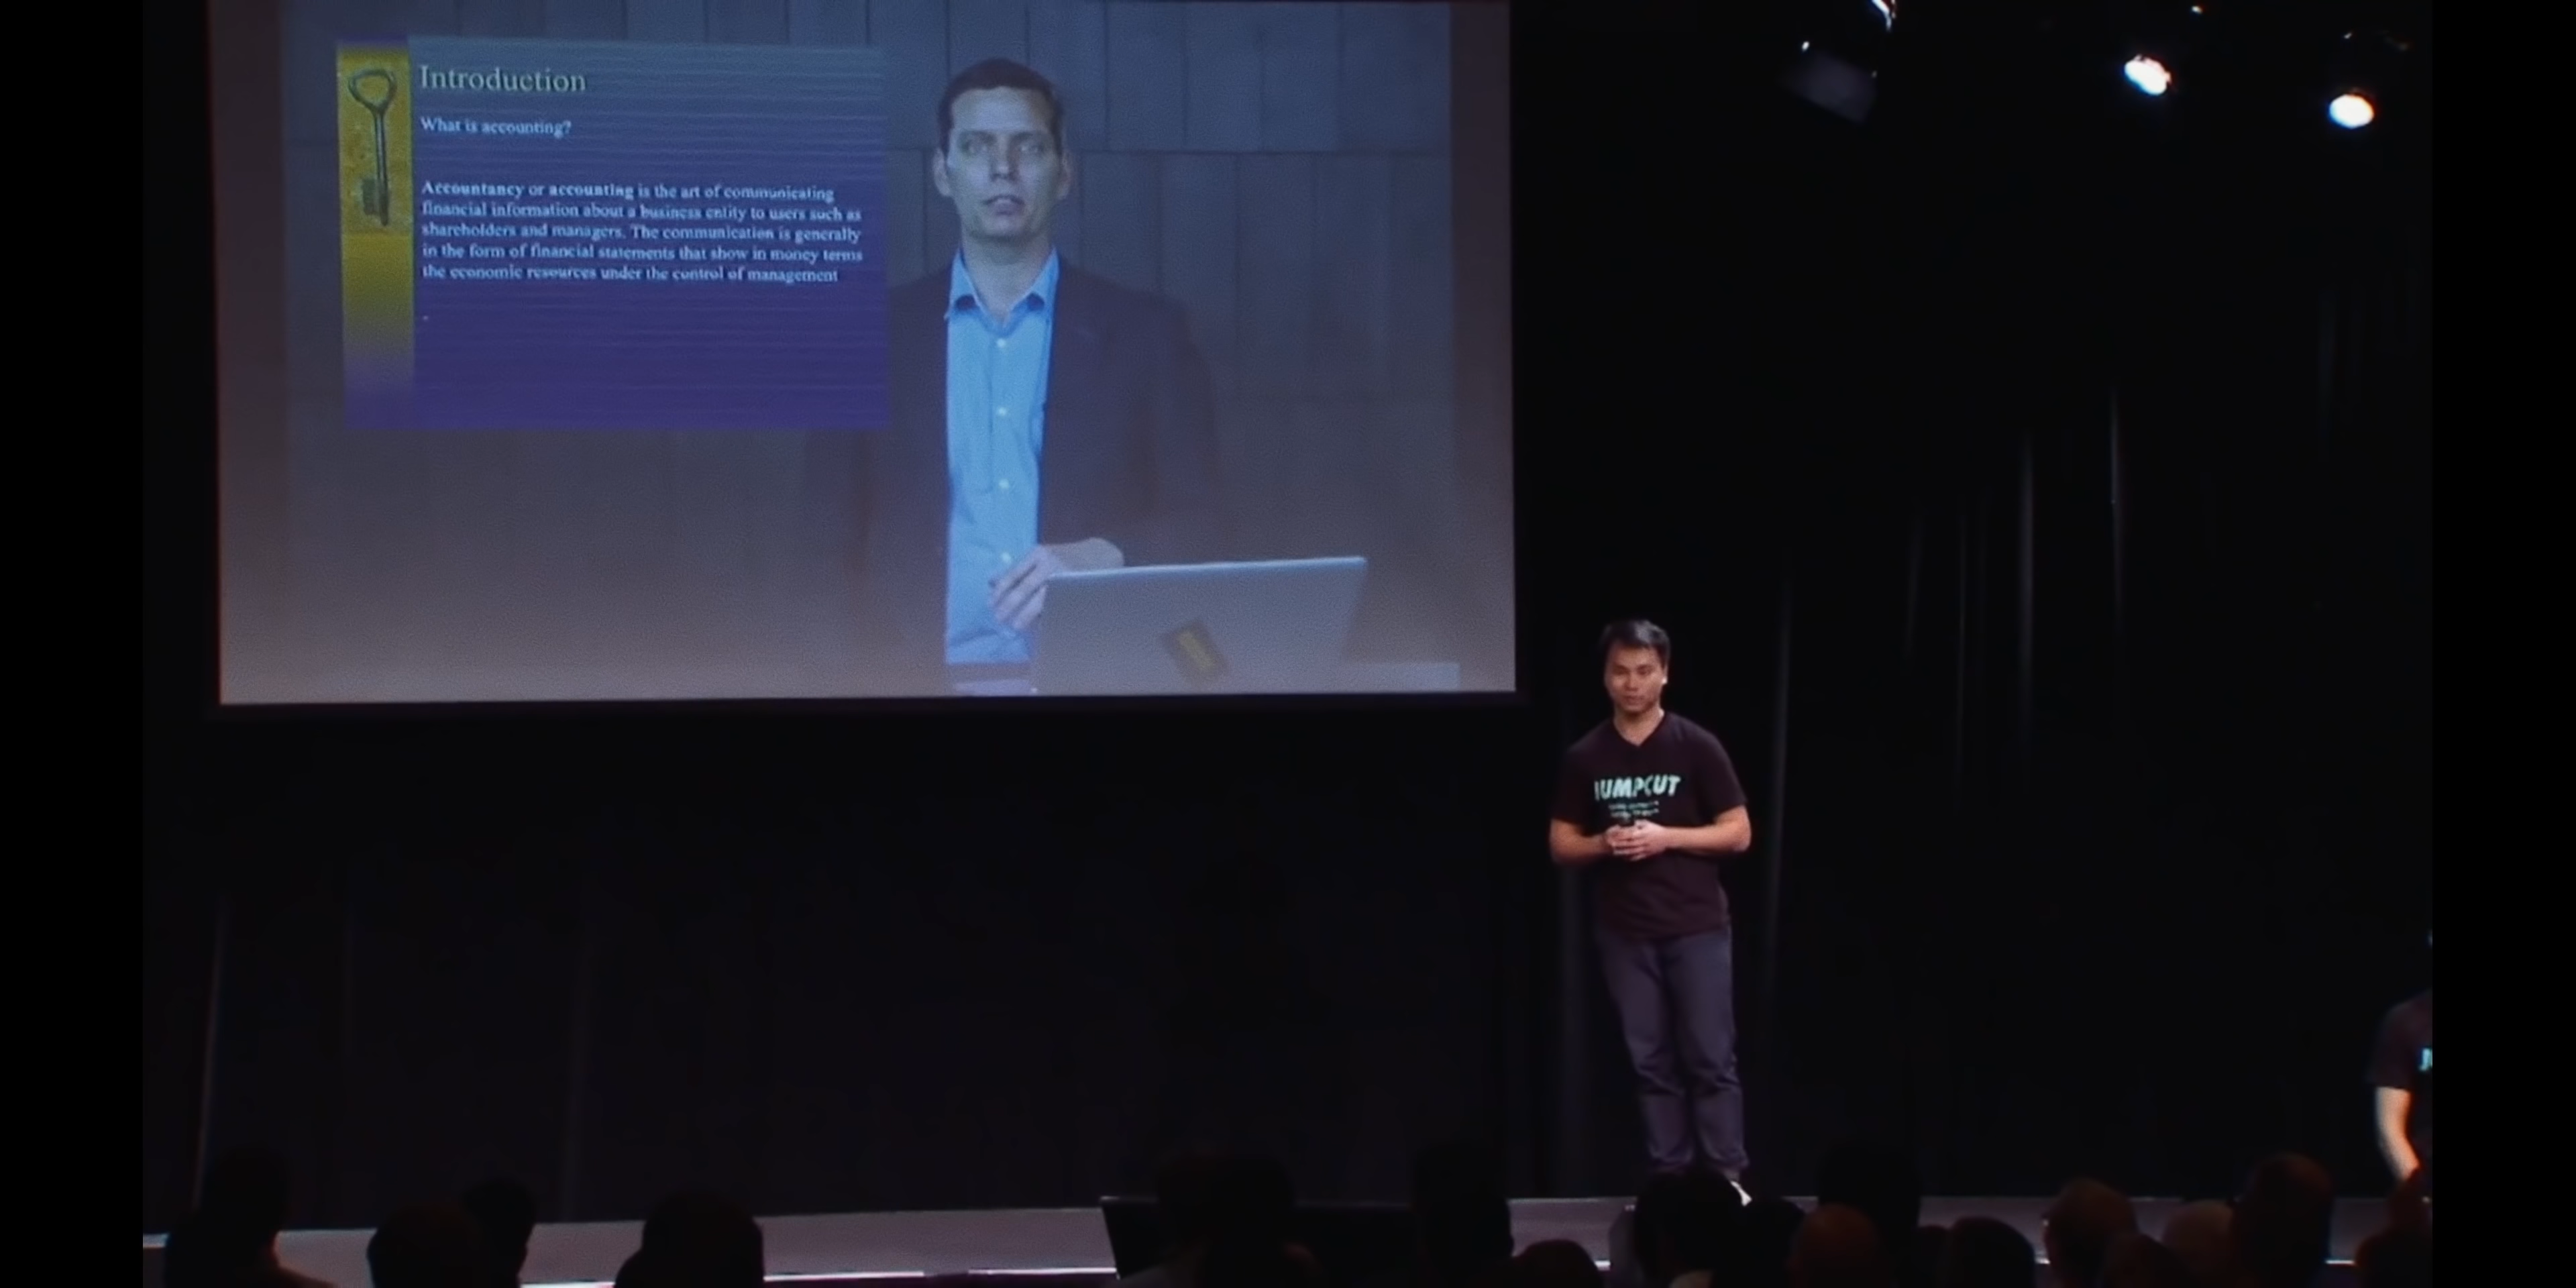 Introduction
What is accounting?
Accountancy or accounting is the art of communicating
financial information about a business entity to users such as
shareholders and managers. The communication is generally
in the form of financial statements that show in money terms
the economic resources under the control of management
JUMPCUT